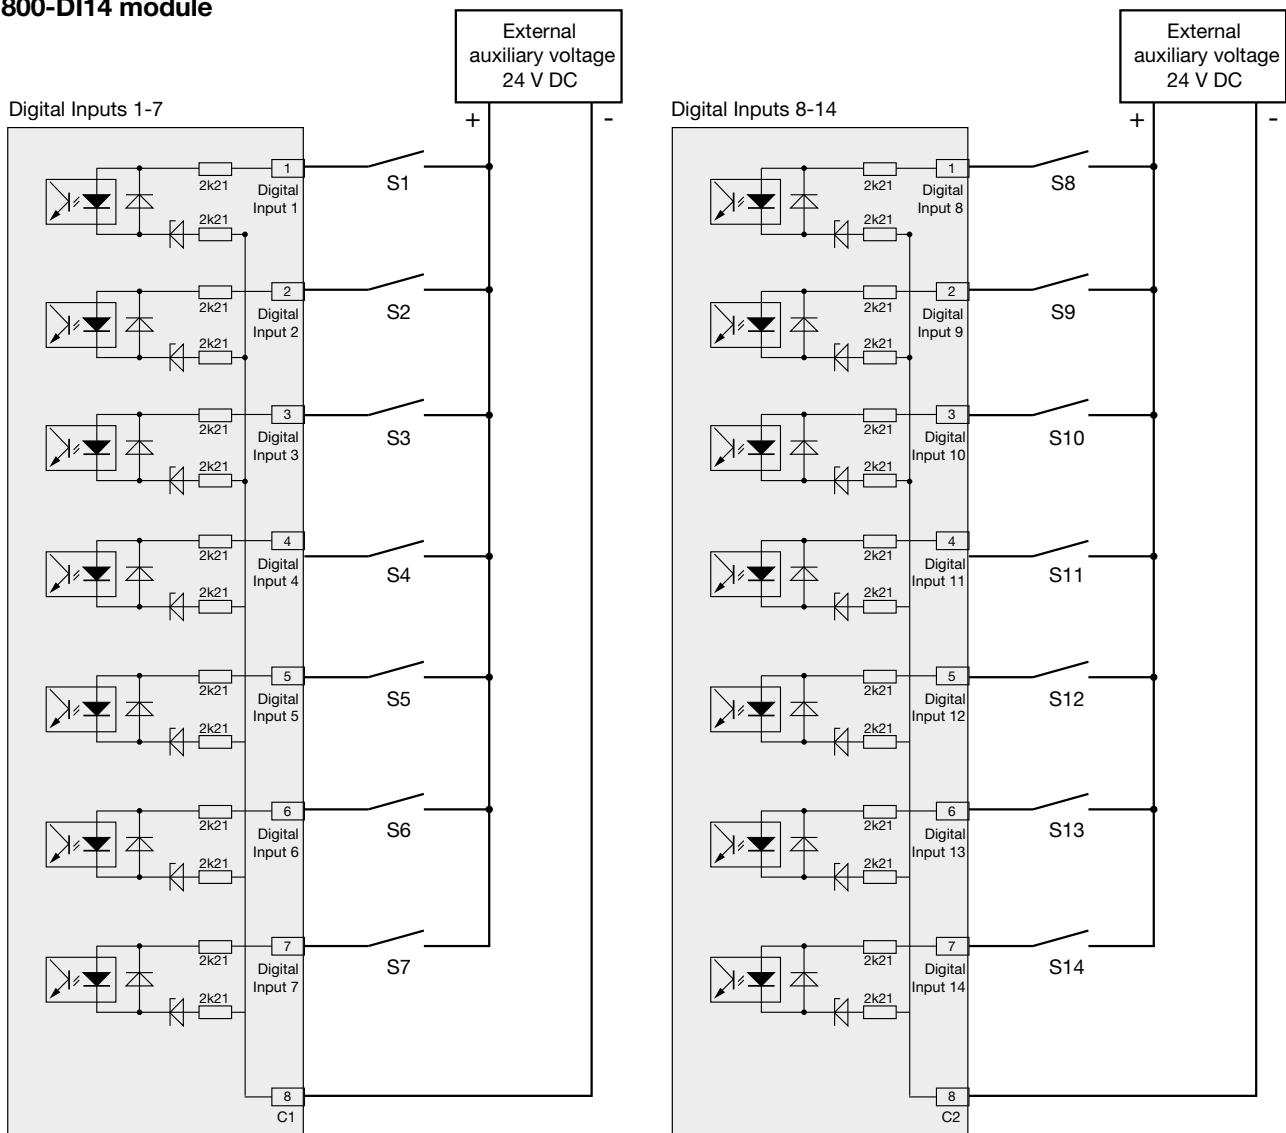 800-DI14 module
External
auxiliary voltage
24 V DC
+
-
Digital Inputs 1-7
1
2k21
Digital
Input 1
2k21
S1
2
2k21
Digital
Input 2
2k21
S2
3
2k21
Digital
Input 3
2k21
S3
4
2k21
Digital
Input 4
2k21
S4
5
2k21
Digital
Input 5
2k21
S5
6
2k21
Digital
Input 6
2k21
S6
7
2k21
Digital
Input 7
2k21
S7
8
C1
External
auxiliary voltage
24 V DC
+
-
Digital Inputs 8-14
1
2k21
Digital
Input 8
2k21
S8
2
2k21
Digital
Input 9
2k21
S9
3
2k21
Digital
Input 10
2k21
S10
4
2k21
Digital
Input 11
2k21
S11
5
2k21
Digital
Input 12
2k21
S12
6
2k21
Digital
Input 13
2k21
S13
7
2k21
Digital
Input 14
2k21
S14
8
C2